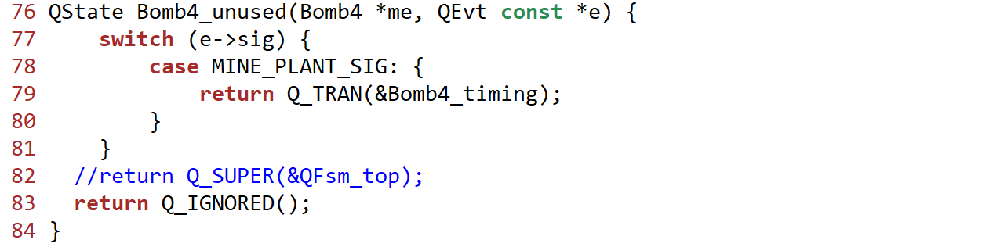 76 QState Bomb4_unused(Bomb4 *me, QEvt const *e) {
77     switch (e->sig) {
78         case MINE_PLANT_SIG: {
79             return Q_TRAN(&Bomb4_timing);
80         }
81     }
82   //return Q_SUPER(&QFsm_top);
83   return Q_IGNORED();
84 }